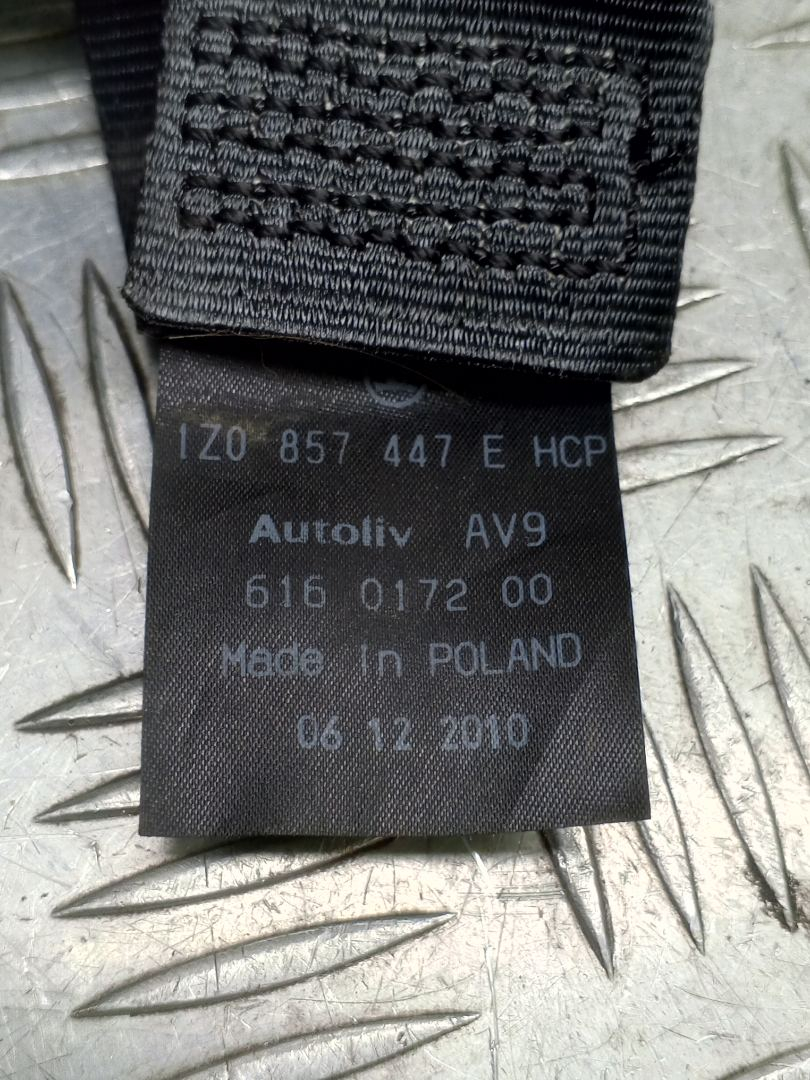 1Z0 857 447 E HCP
Autoliv AV9
616 0172 00
Made in POLAND
06 12 2010